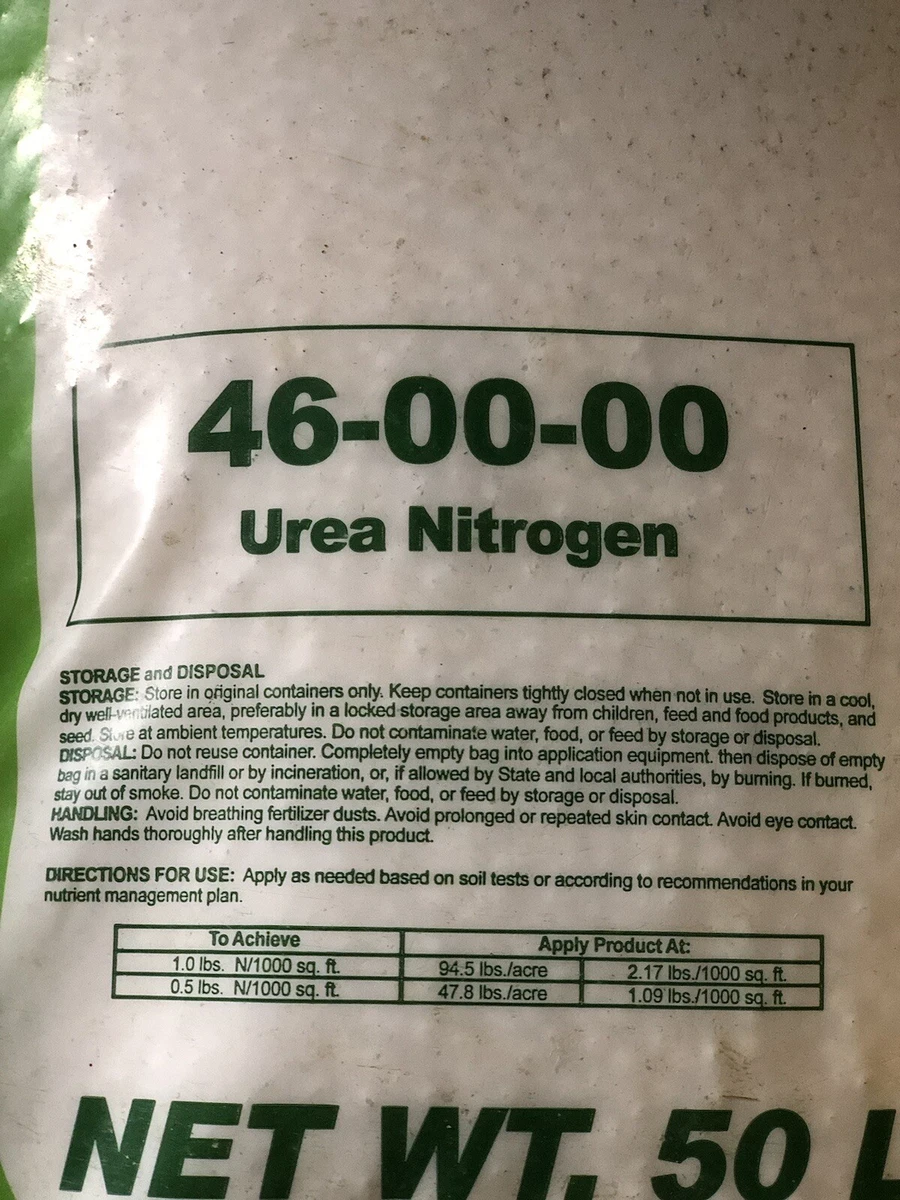 46-00-00
Urea Nitrogen
STORAGE and DISPOSAL
STORAGE: Store in original containers only. Keep containers tightly closed when not in use. Store in a cool,
dry well-ventilated area, preferably in a locked storage area away from children, feed and food products, and
seed. Store at ambient temperatures. Do not contaminate water, food, or feed by storage or disposal.
DISPOSAL: Do not reuse container. Completely empty bag into application equipment. then dispose of empty
bag in a sanitary landfill or by incineration, or, if allowed by State and local authorities, by burning. If burned,
stay out of smoke. Do not contaminate water, food, or feed by storage or disposal.
HANDLING: Avoid breathing fertilizer dusts. Avoid prolonged or repeated skin contact. Avoid eye contact.
Wash hands thoroughly after handling this product.
DIRECTIONS FOR USE: Apply as needed based on soil tests or according to recommendations in your
nutrient management plan.
To Achieve Apply Product At:
1.0 lbs. N/1000 sq. ft. 94.5 lbs./acre 2.17 lbs./1000 sq. ft.
0.5 lbs. N/1000 sq. ft. 47.8 lbs./acre 1.09 lbs./1000 sq. ft.
NET WT. 50 L